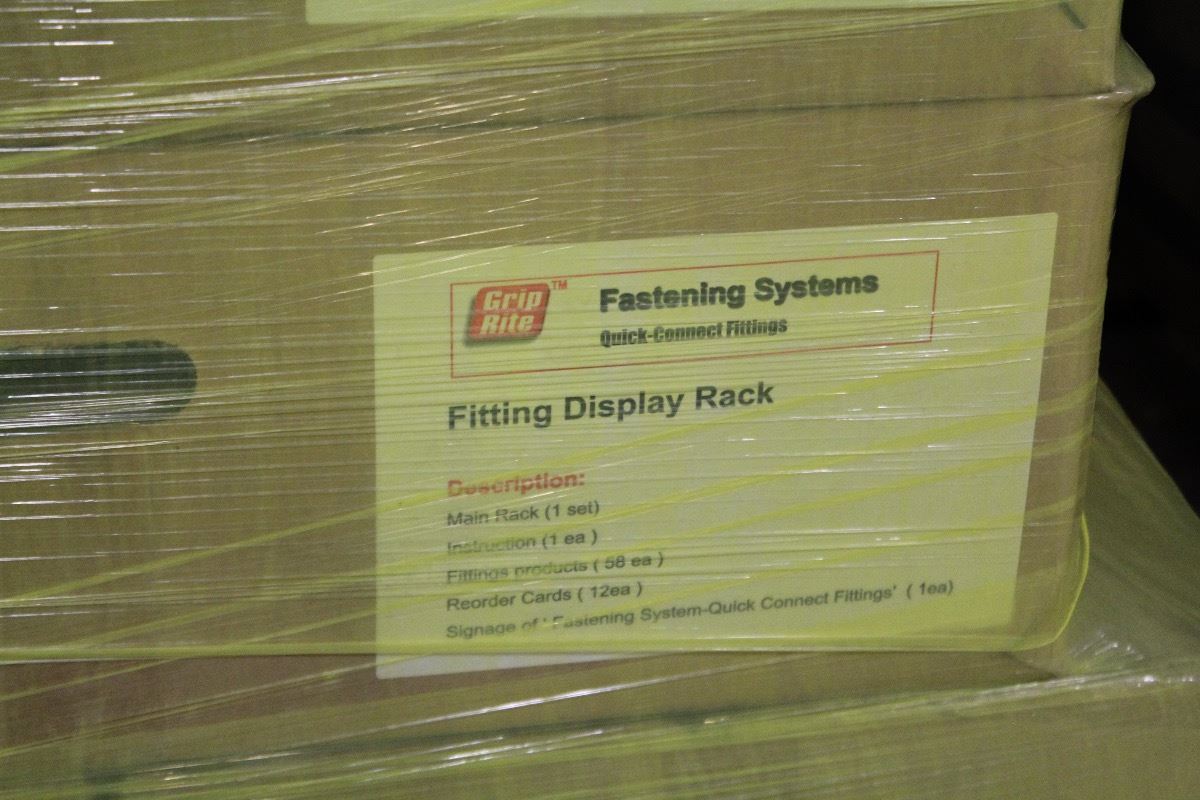 Grip Rite™
Fastening Systems
Quick-Connect Fittings
Fitting Display Rack
Description:
Main Rack (1 set)
Instruction (1 ea )
Fittings products ( 58 ea )
Reorder Cards ( 12ea )
Signage of ' Fastening System-Quick Connect Fittings' ( 1ea)